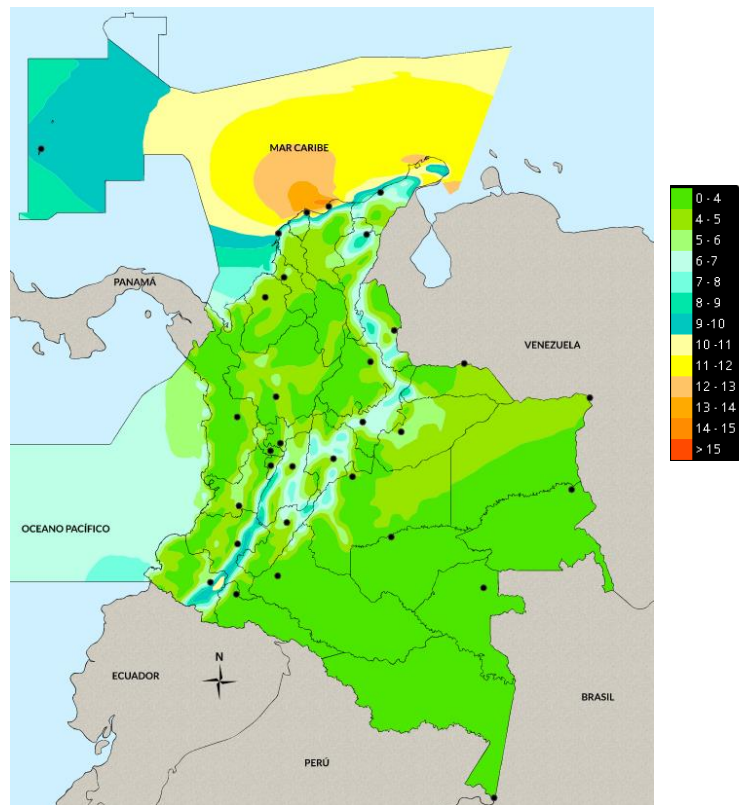 MAR CARIBE
PANAMÁ
VENEZUELA
OCEANO PACÍFICO
N
ECUADOR
BRASIL
PERÚ
0 - 4
4 - 5
5 - 6
6 -7
7 - 8
8 - 9
9 -10
10 -11
11 -12
12 - 13
13 - 14
14 - 15
> 15